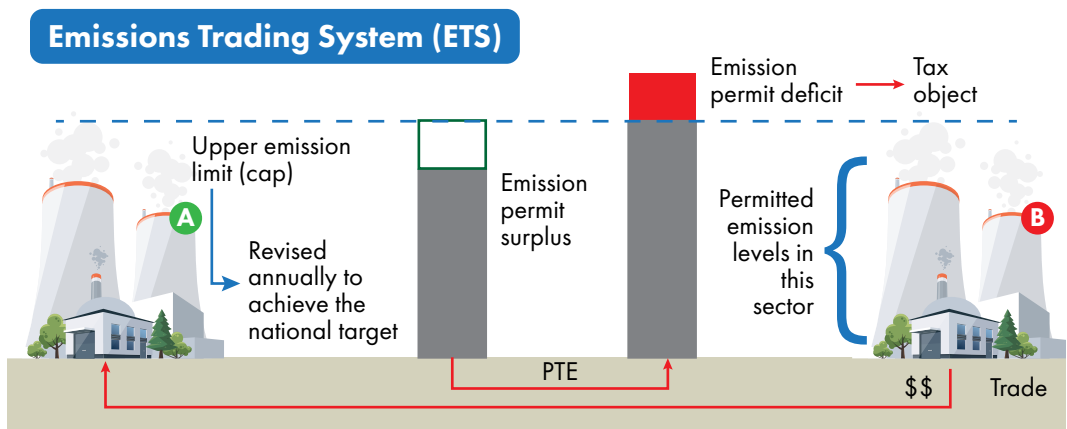 Emissions Trading System (ETS)
Emission
permit deficit
Tax
object
Upper emission
limit (cap)
A
Revised
annually to
achieve the
national target
Emission
permit
surplus
Permitted
emission
levels in
this
sector
B
PTE
$$
Trade